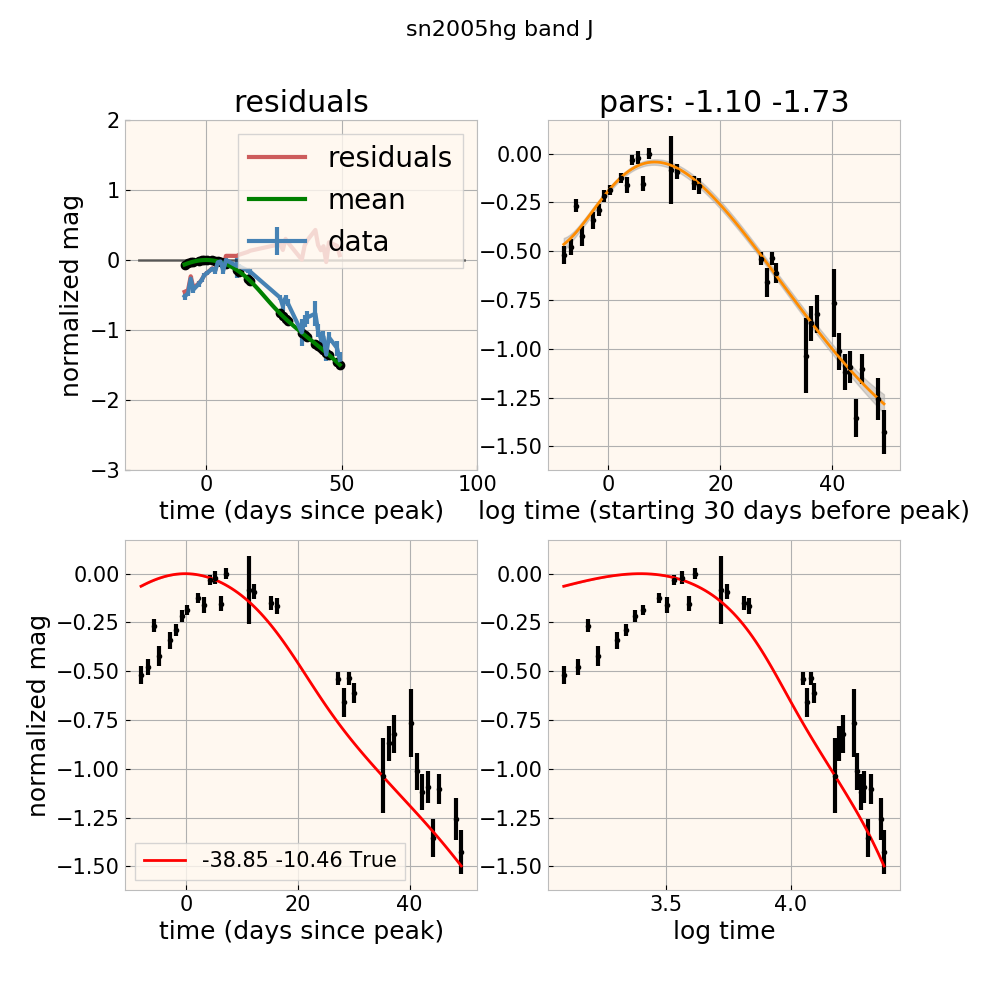 sn2005hg band J
residuals
pars: -1.10 -1.73
2
1
0
−1
−2
−3
normalized mag
residuals
mean
data
0
50
100
time (days since peak)
0.00
−0.25
−0.50
−0.75
−1.00
−1.25
−1.50
0
20
40
log time (starting 30 days before peak)
0.00
−0.25
−0.50
−0.75
−1.00
−1.25
−1.50
normalized mag
-38.85 -10.46 True
0
20
40
time (days since peak)
0.00
−0.25
−0.50
−0.75
−1.00
−1.25
−1.50
3.5
4.0
log time